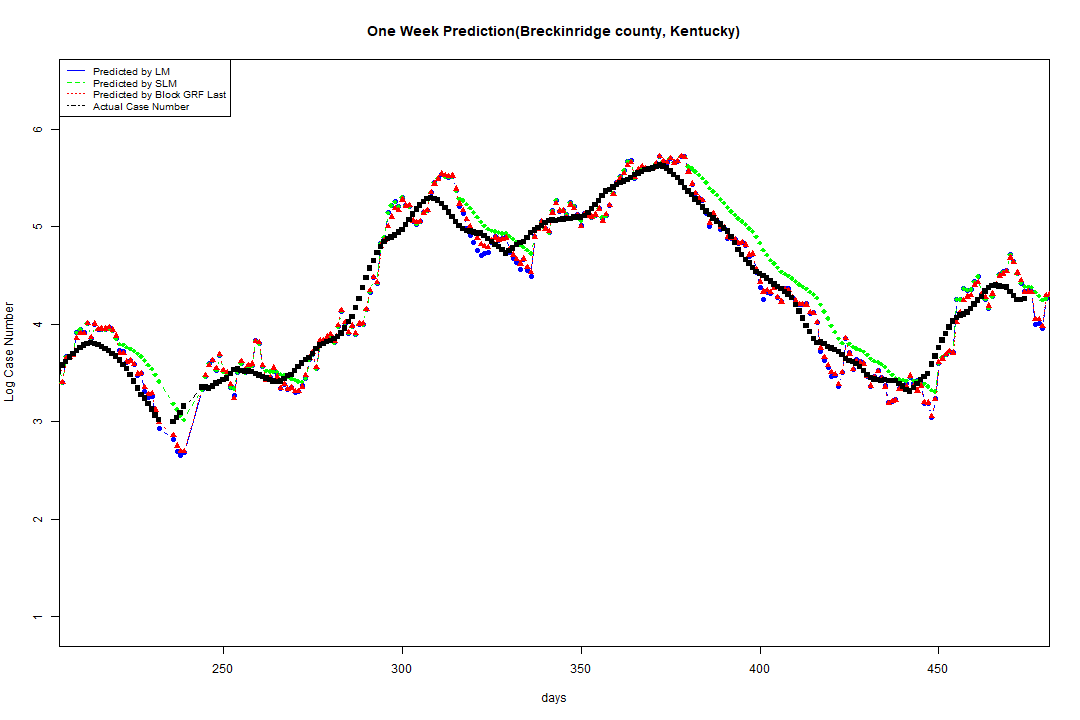 One Week Prediction(Breckinridge county, Kentucky)
Predicted by LM
Predicted by SLM
Predicted by Block GRF Last
Actual Case Number
6
5
4
3
2
1
Log Case Number
250 300 350 400 450
days